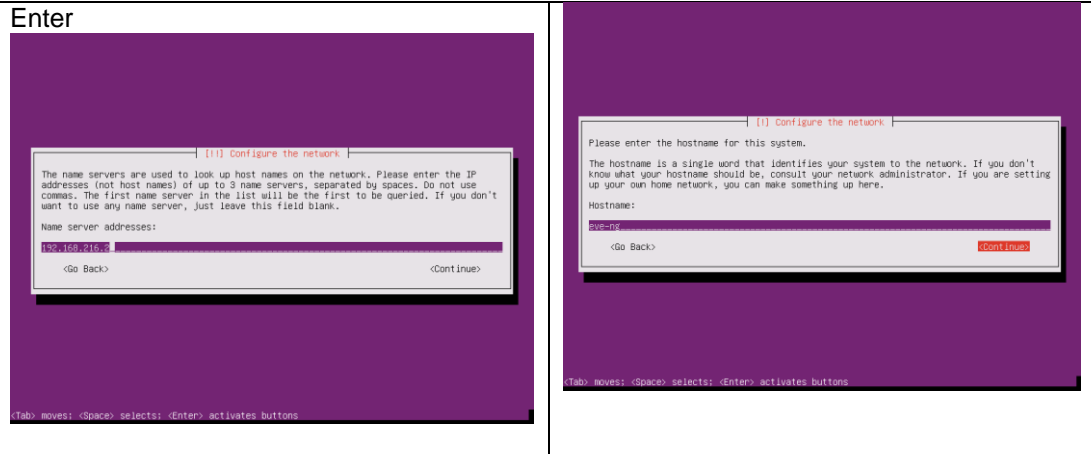 Enter
[!!] Configure the network
The name servers are used to look up host names on the network. Please enter the IP
addresses (not host names) of up to 3 name servers, separated by spaces. Do not use
commas. The first name server in the list will be the first to be queried. If you don't
want to use any name server, just leave this field blank.
Name server addresses:
192.168.216.2
<Go Back> <Continue>
<Tab> moves; <Space> selects; <Enter> activates buttons
[!] Configure the network
Please enter the hostname for this system.
The hostname is a single word that identifies your system to the network. If you don't
know what your hostname should be, consult your network administrator. If you are setting
up your own home network, you can make something up here.
Hostname:
eve-ng
<Go Back> <Continue>
<Tab> moves; <Space> selects; <Enter> activates buttons